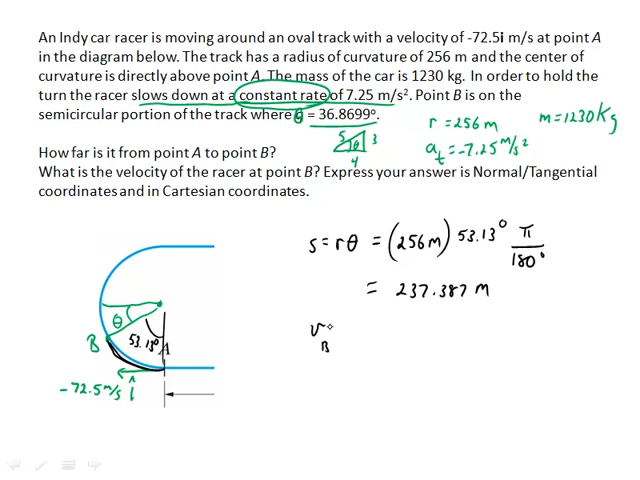 An Indy car racer is moving around an oval track with a velocity of -72.5i m/s at point A
in the diagram below. The track has a radius of curvature of 256 m and the center of
curvature is directly above point A. The mass of the car is 1230 kg. In order to hold the
turn the racer slows down at a constant rate of 7.25 m/s². Point B is on the
semicircular portion of the track where θ = 36.8699°.
r = 256 m
m = 1230 kg
5 θ 3
4
a_t = -7.25 m/s²
How far is it from point A to point B?
What is the velocity of the racer at point B? Express your answer is Normal/Tangential
coordinates and in Cartesian coordinates.
s = rθ = (256 m) 53.13° π/180°
= 237.387 m
v_B
θ
B
53.13°
A
-72.5 m/s î